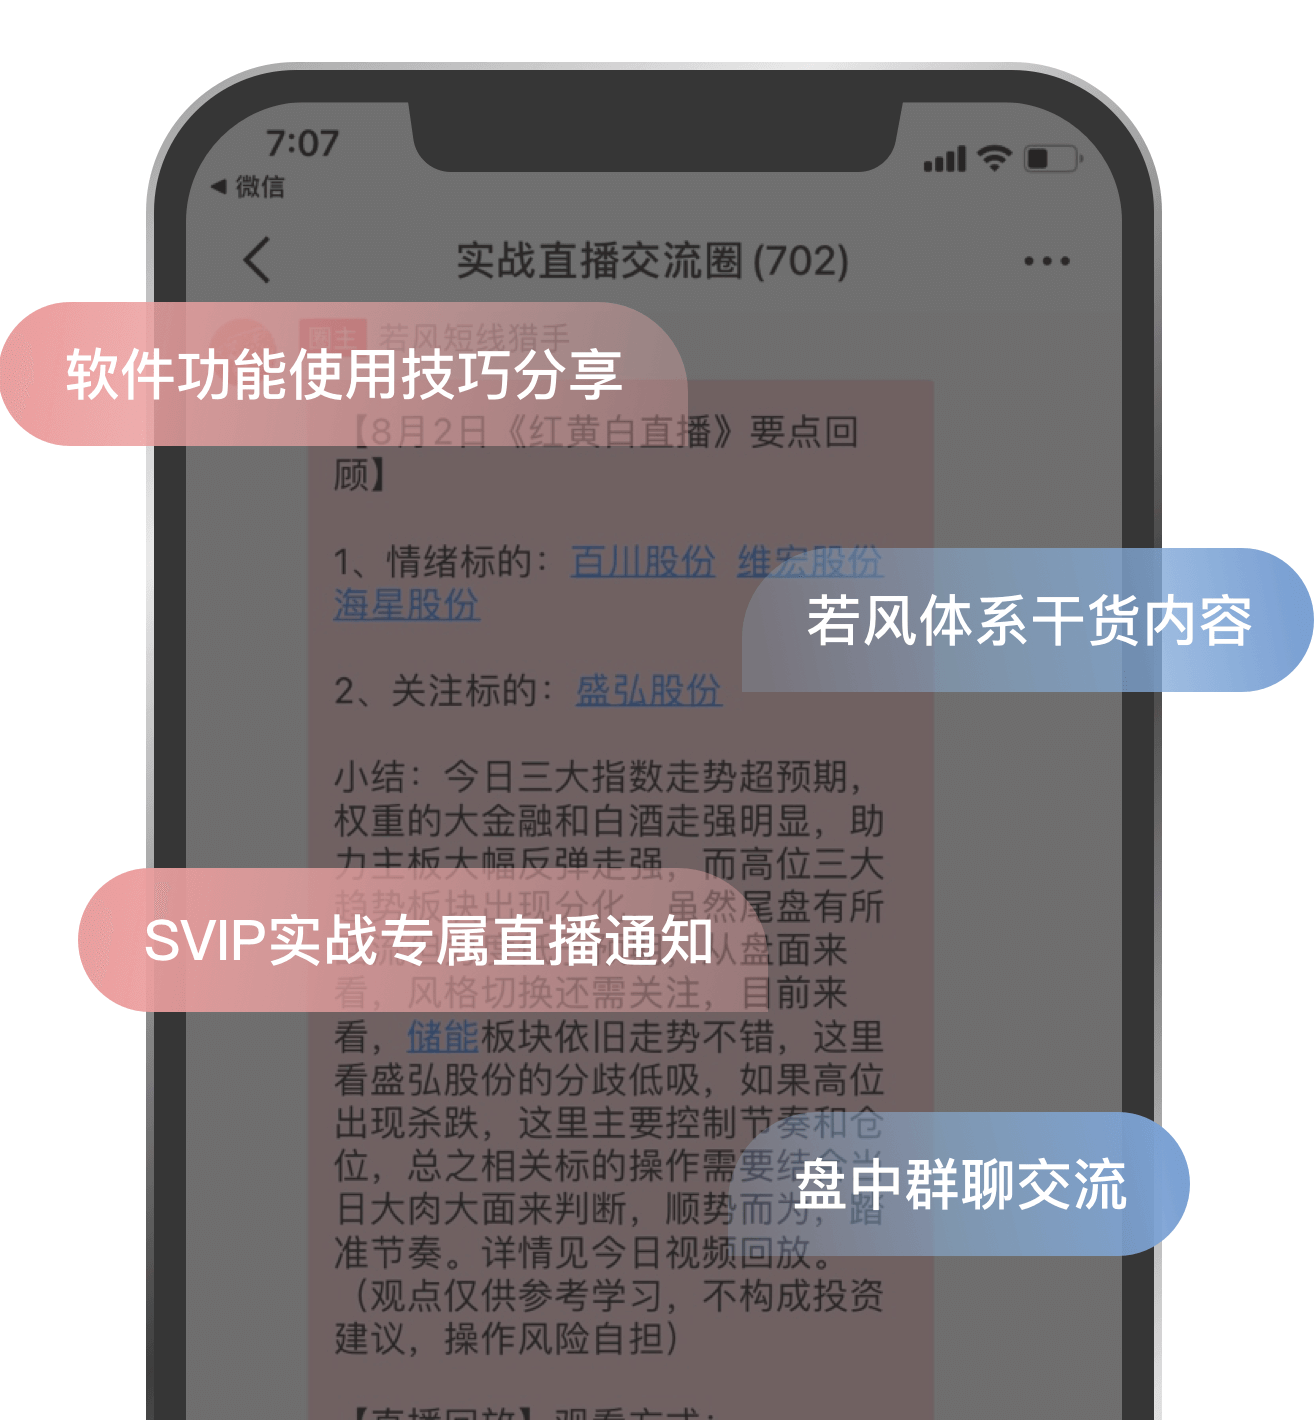 7:07
微信
实战直播交流圈(702)
圈主 若风短线猎手
软件功能使用技巧分享
【8月2日《红黄白直播》要点回
顾】
1、情绪标的：百川股份 维宏股份
海星股份
若风体系干货内容
2、关注标的：盛弘股份
小结：今日三大指数走势超预期，
权重的大金融和白酒走强明显，助
力主板大幅反弹走强，而高位三大
趋势板块出现分化，虽然尾盘有所
SVIP实战专属直播通知
从盘面来
看，风格切换还需关注，目前来
看，储能板块依旧走势不错，这里
看盛弘股份的分歧低吸，如果高位
出现杀跌，这里主要控制节奏和仓
位，总之相关标的操作需要结合当
盘中群聊交流
日大肉大面来判断，顺势而为，踏
准节奏。详情见今日视频回放。
（观点仅供参考学习，不构成投资
建议，操作风险自担）
【直播回放】观看方式：